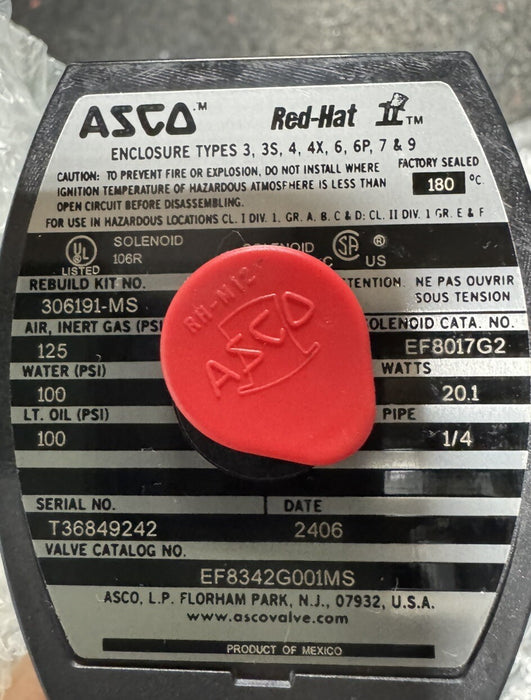 ASCO™ Red-Hat II™
ENCLOSURE TYPES 3, 3S, 4, 4X, 6, 6P, 7 & 9
CAUTION: TO PREVENT FIRE OR EXPLOSION, DO NOT INSTALL WHERE
IGNITION TEMPERATURE OF HAZARDOUS ATMOSPHERE IS LESS THAN
OPEN CIRCUIT BEFORE DISASSEMBLING.
FACTORY SEALED
180 °C
FOR USE IN HAZARDOUS LOCATIONS CL. I DIV. 1, GR. A, B, C & D; CL. II DIV. 1 GR. E & F
UL ® LISTED
SOLENOID
106R
SOLENOID
C SA ®
C US
REBUILD KIT NO.
306191-MS
TENTION. NE PAS OUVRIR
SOUS TENSION
AIR, INERT GAS (PSI
125
SOLENOID CATA. NO.
EF8017G2
WATER (PSI)
100
WATTS
20.1
LT. OIL (PSI)
100
PIPE
1/4
RH-M12
ASCO
SERIAL NO.
T36849242
DATE
2406
VALVE CATALOG NO.
EF8342G001MS
ASCO, L.P. FLORHAM PARK, N.J., 07932, U.S.A.
www.ascovalve.com
PRODUCT OF MEXICO